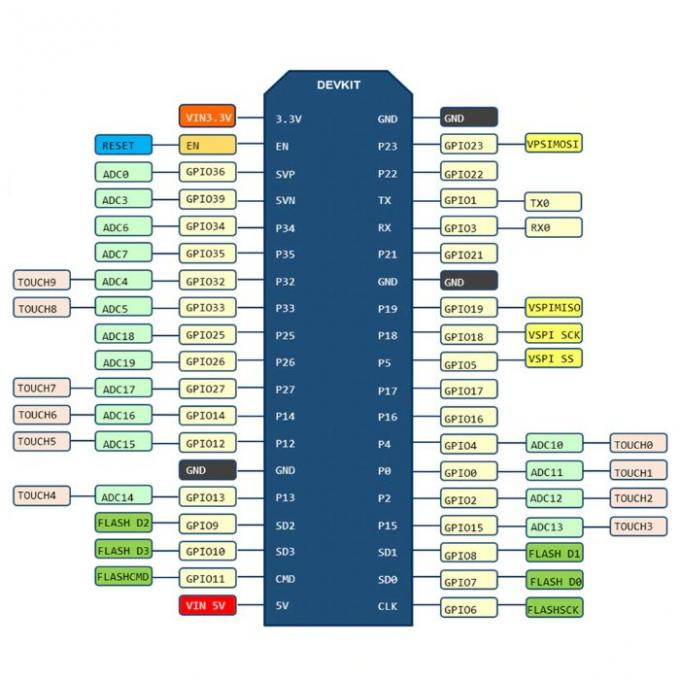 DEVKIT
VIN3.3V 3.3V GND GND
RESET EN EN P23 GPIO23 VPSIMOSI
ADC0 GPIO36 SVP P22 GPIO22
ADC3 GPIO39 SVN TX GPIO1 TX0
ADC6 GPIO34 P34 RX GPIO3 RX0
ADC7 GPIO35 P35 P21 GPIO21
TOUCH9 ADC4 GPIO32 P32 GND GND
TOUCH8 ADC5 GPIO33 P33 P19 GPIO19 VSPIMISO
ADC18 GPIO25 P25 P18 GPIO18 VSPI SCK
ADC19 GPIO26 P26 P5 GPIO5 VSPI SS
TOUCH7 ADC17 GPIO27 P27 P17 GPIO17
TOUCH6 ADC16 GPIO14 P14 P16 GPIO16
TOUCH5 ADC15 GPIO12 P12 P4 GPIO4 ADC10 TOUCH0
GND GND P0 GPIO0 ADC11 TOUCH1
TOUCH4 ADC14 GPIO13 P13 P2 GPIO2 ADC12 TOUCH2
FLASH D2 GPIO9 SD2 P15 GPIO15 ADC13 TOUCH3
FLASH D3 GPIO10 SD3 SD1 GPIO8 FLASH D1
FLASHCMD GPIO11 CMD SD0 GPIO7 FLASH D0
VIN 5V 5V CLK GPIO6 FLASHSCK